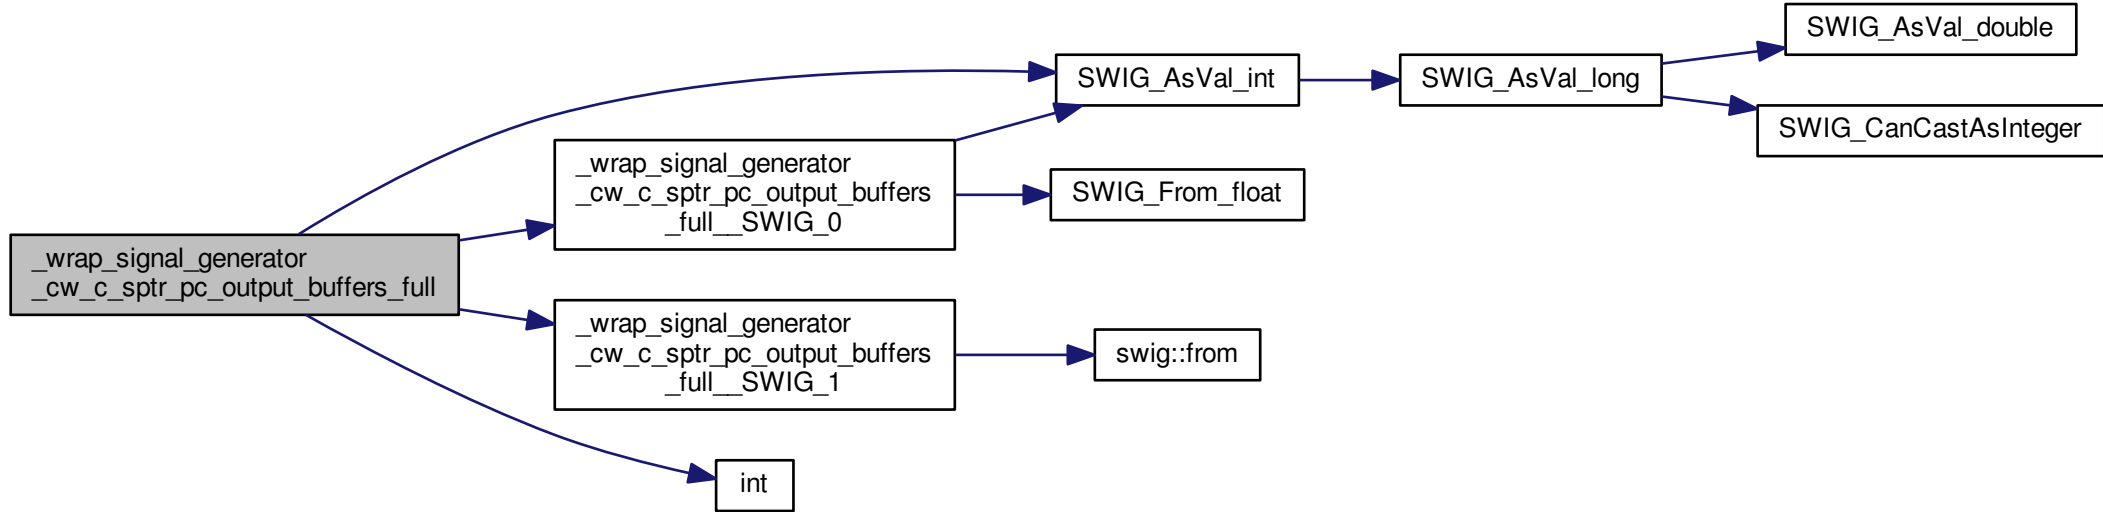 _wrap_signal_generator
_cw_c_sptr_pc_output_buffers_full
_wrap_signal_generator
_cw_c_sptr_pc_output_buffers
_full__SWIG_0
_wrap_signal_generator
_cw_c_sptr_pc_output_buffers
_full__SWIG_1
int
SWIG_AsVal_int
SWIG_From_float
swig::from
SWIG_AsVal_long
SWIG_AsVal_double
SWIG_CanCastAsInteger